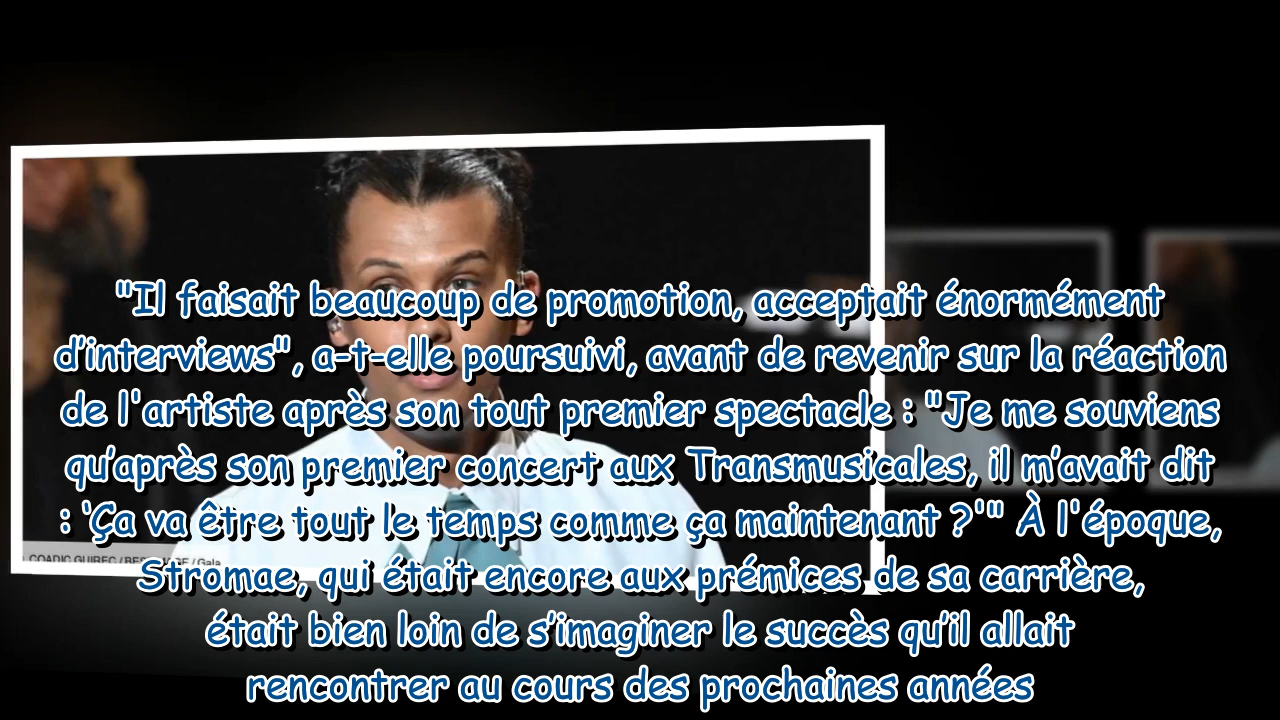 "Il faisait beaucoup de promotion, acceptait énormément
d’interviews", a-t-elle poursuivi, avant de revenir sur la réaction
de l'artiste après son tout premier spectacle : "Je me souviens
qu’après son premier concert aux Transmusicales, il m’avait dit
: ‘Ça va être tout le temps comme ça maintenant ?'" À l'époque,
COADIC GUIREC / / Gala
Stromae, qui était encore aux prémices de sa carrière,
était bien loin de s’imaginer le succès qu’il allait
rencontrer au cours des prochaines années